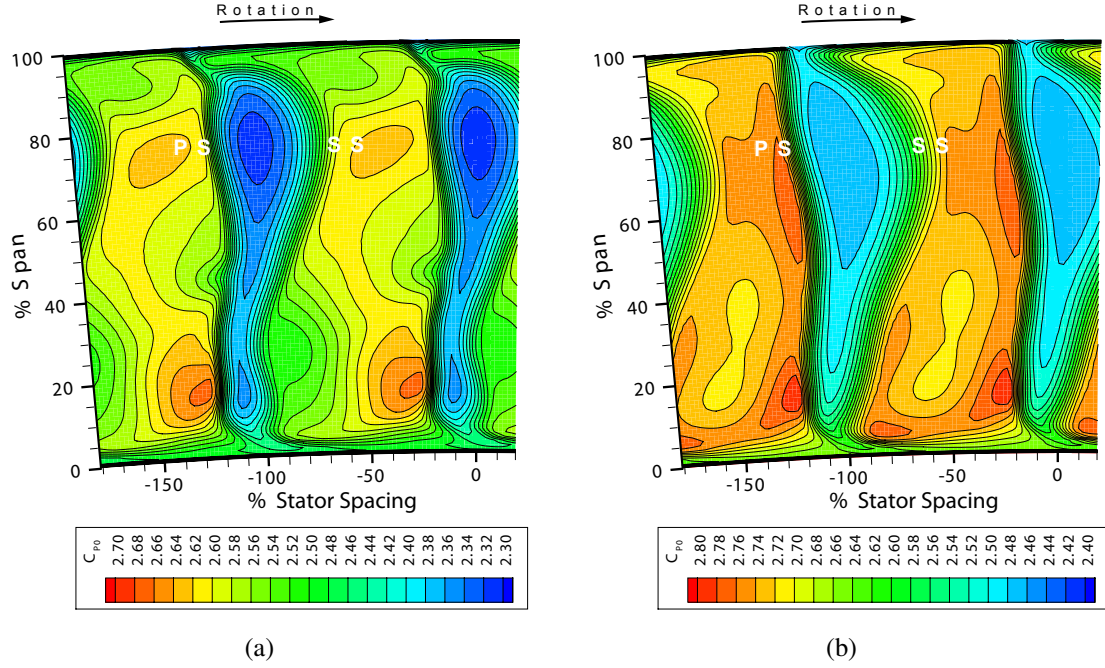 Rotation
Rotation
100
80
60
40
20
0
% Span
P S
S S
-150
-100
-50
0
% Stator Spacing
100
80
60
40
20
0
% Span
P S
S S
-150
-100
-50
0
% Stator Spacing
CP0
2.70 2.68 2.66 2.64 2.62 2.60 2.58 2.56 2.54 2.52 2.50 2.48 2.46 2.44 2.42 2.40 2.38 2.36 2.34 2.32 2.30
CP0
2.80 2.78 2.76 2.74 2.72 2.70 2.68 2.66 2.64 2.62 2.60 2.58 2.56 2.54 2.52 2.50 2.48 2.46 2.44 2.42 2.40
(a)
(b)